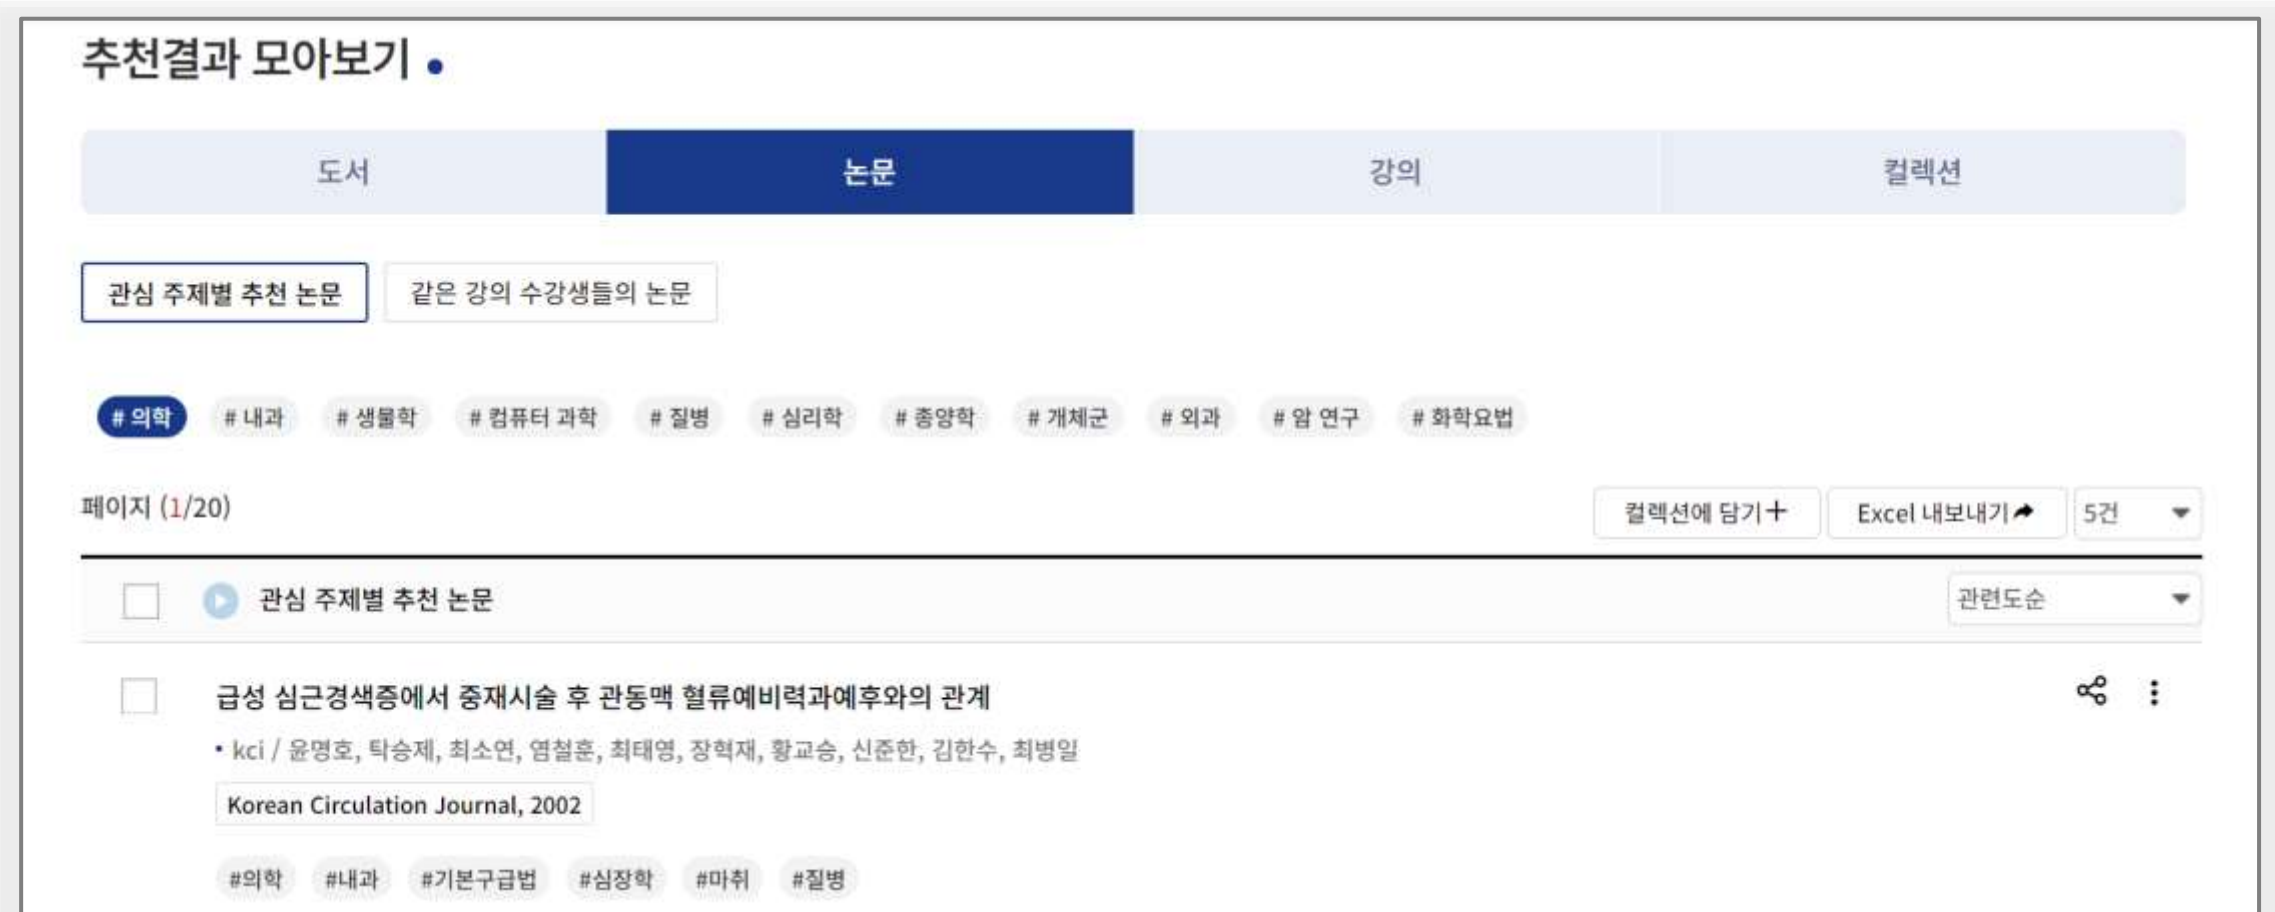 추천결과 모아보기
도서 논문 강의 컬렉션
관심 주제별 추천 논문 같은 강의 수강생들의 논문
# 의학 # 내과 # 생물학 # 컴퓨터 과학 # 질병 # 심리학 # 종양학 # 개체군 # 외과 # 암 연구 # 화학요법
페이지 (1/20) 컬렉션에 담기+ Excel 내보내기 5건
관심 주제별 추천 논문 관련도순
급성 심근경색증에서 중재시술 후 관동맥 혈류예비력과예후와의 관계
• kci / 윤명호, 탁승제, 최소연, 염철훈, 최태영, 장혁재, 황교승, 신준한, 김한수, 최병일
Korean Circulation Journal, 2002
#의학 #내과 #기본구급법 #심장학 #마취 #질병